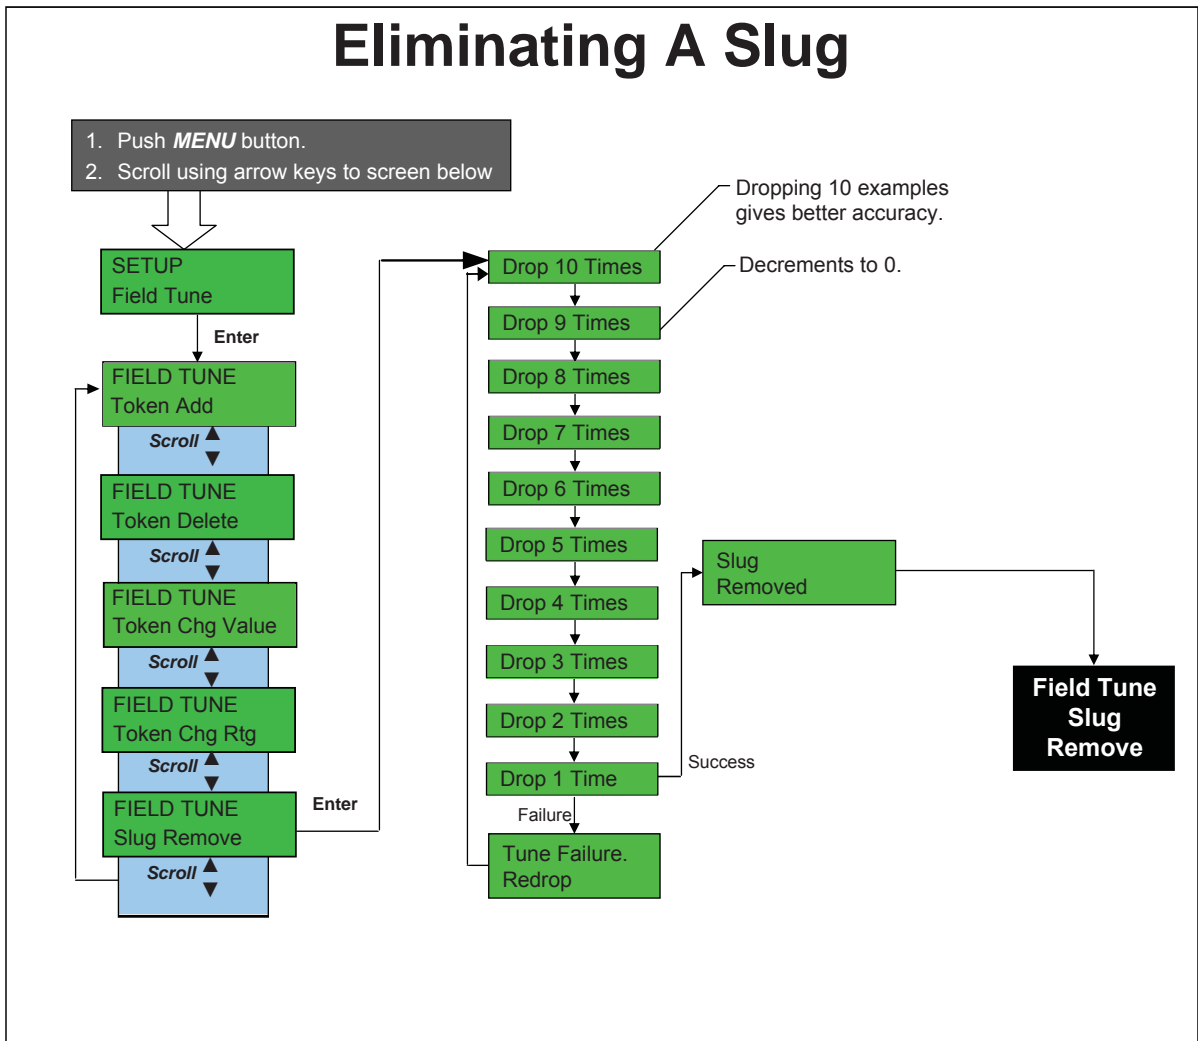 Eliminating A Slug
1. Push MENU button.
2. Scroll using arrow keys to screen below
SETUP
Field Tune
Enter
FIELD TUNE
Token Add
Scroll
FIELD TUNE
Token Delete
Scroll
FIELD TUNE
Token Chg Value
Scroll
FIELD TUNE
Token Chg Rtg
Scroll
FIELD TUNE
Slug Remove
Scroll
Enter
Dropping 10 examples
gives better accuracy.
Drop 10 Times
Decrements to 0.
Drop 9 Times
Drop 8 Times
Drop 7 Times
Drop 6 Times
Drop 5 Times
Drop 4 Times
Drop 3 Times
Drop 2 Times
Drop 1 Time
Success
Failure
Tune Failure.
Redrop
Slug
Removed
Field Tune
Slug
Remove